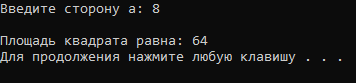 Введите сторону a: 8
Площадь квадрата равна: 64
Для продолжения нажмите любую клавишу . . .